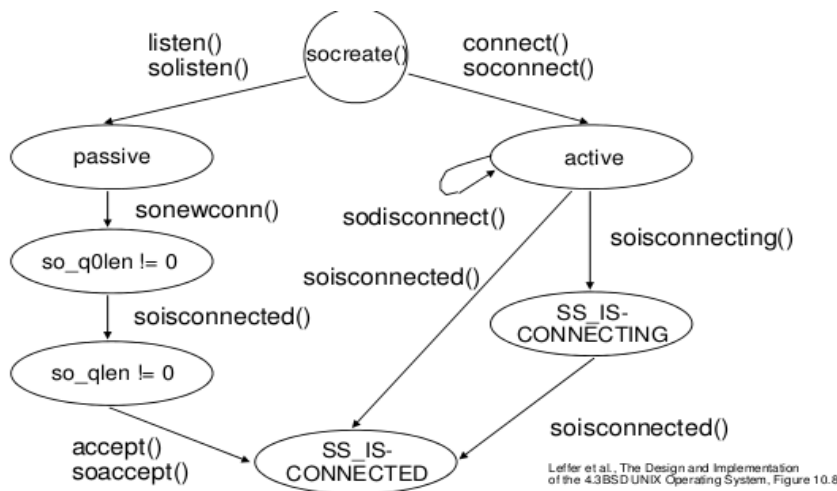 socreate()
listen()
solisten()
connect()
soconnect()
passive
active
sonewconn()
sodisconnect()
soisconnecting()
so_q0len != 0
soisconnected()
soisconnected()
SS_IS-
CONNECTING
so_qlen != 0
accept()
soaccept()
SS_IS-
CONNECTED
soisconnected()
Leffer et al., The Design and Implementation
of the 4.3BSD UNIX Operating System, Figure 10.9